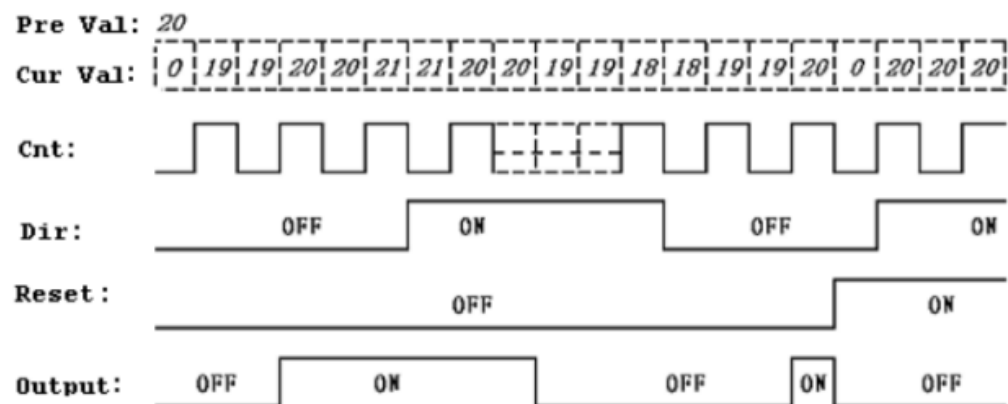 Pre Val: 20
Cur Val: 0 19 19 20 20 21 21 20 20 19 19 18 18 19 19 20 0 20 20 20
Cnt:
Dir: OFF ON OFF ON
Reset: OFF ON
Output: OFF ON OFF ON OFF